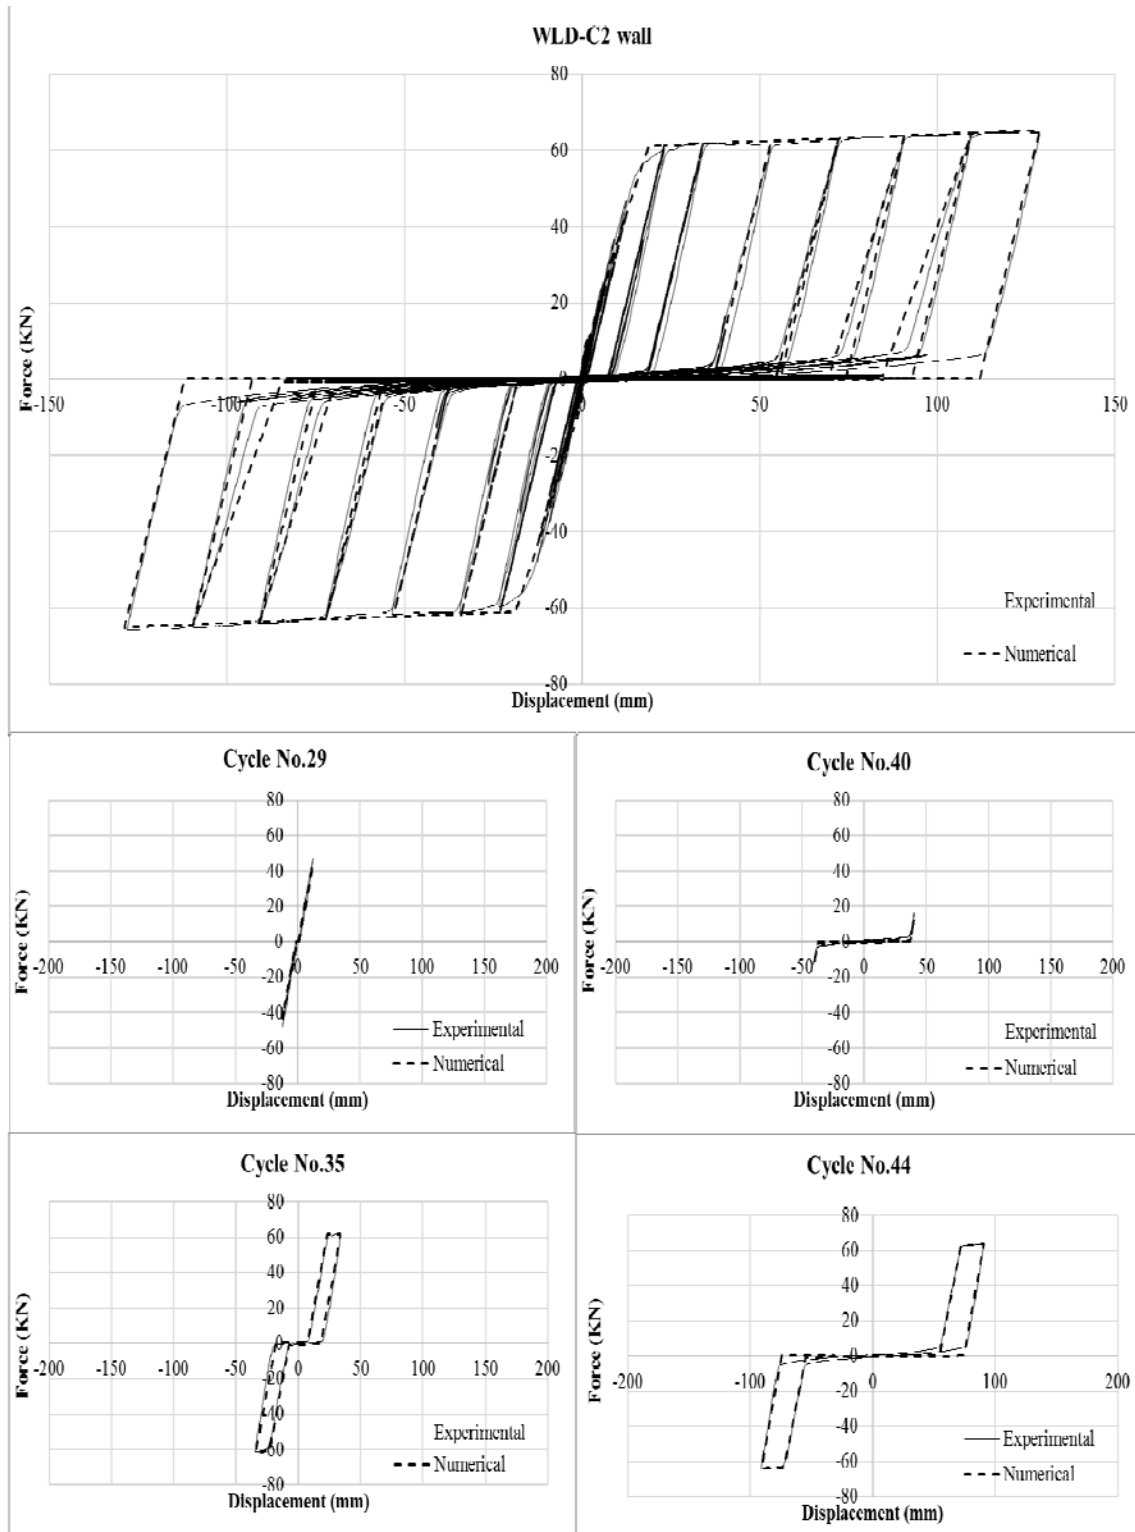 WLD-C2 wall
80
60
40
20
0
-150 -100 -50 0 50 100 150
-2
-40
-60
-80
Force (KN)
Displacement (mm)
Experimental
Numerical
Cycle No.29
80
60
40
20
0
-200 -150 -100 -50 0 50 100 150 200
-20
-40
-60
-80
Force (KN)
Experimental
Numerical
Displacement (mm)
Cycle No.40
80
60
40
20
0
-200 -150 -100 -50 0 50 100 150 200
-20
-40
-60
-80
Force (KN)
Experimental
Numerical
Displacement (mm)
Cycle No.35
80
60
40
20
0
-200 -150 -100 -50 0 50 100 150 200
-20
-40
-60
-80
Force (KN)
Experimental
Numerical
Displacement (mm)
Cycle No.44
80
60
40
20
0
-200 -100 0 100 200
-20
-40
-60
-80
Force (KN)
Experimental
Numerical
Displacement (mm)